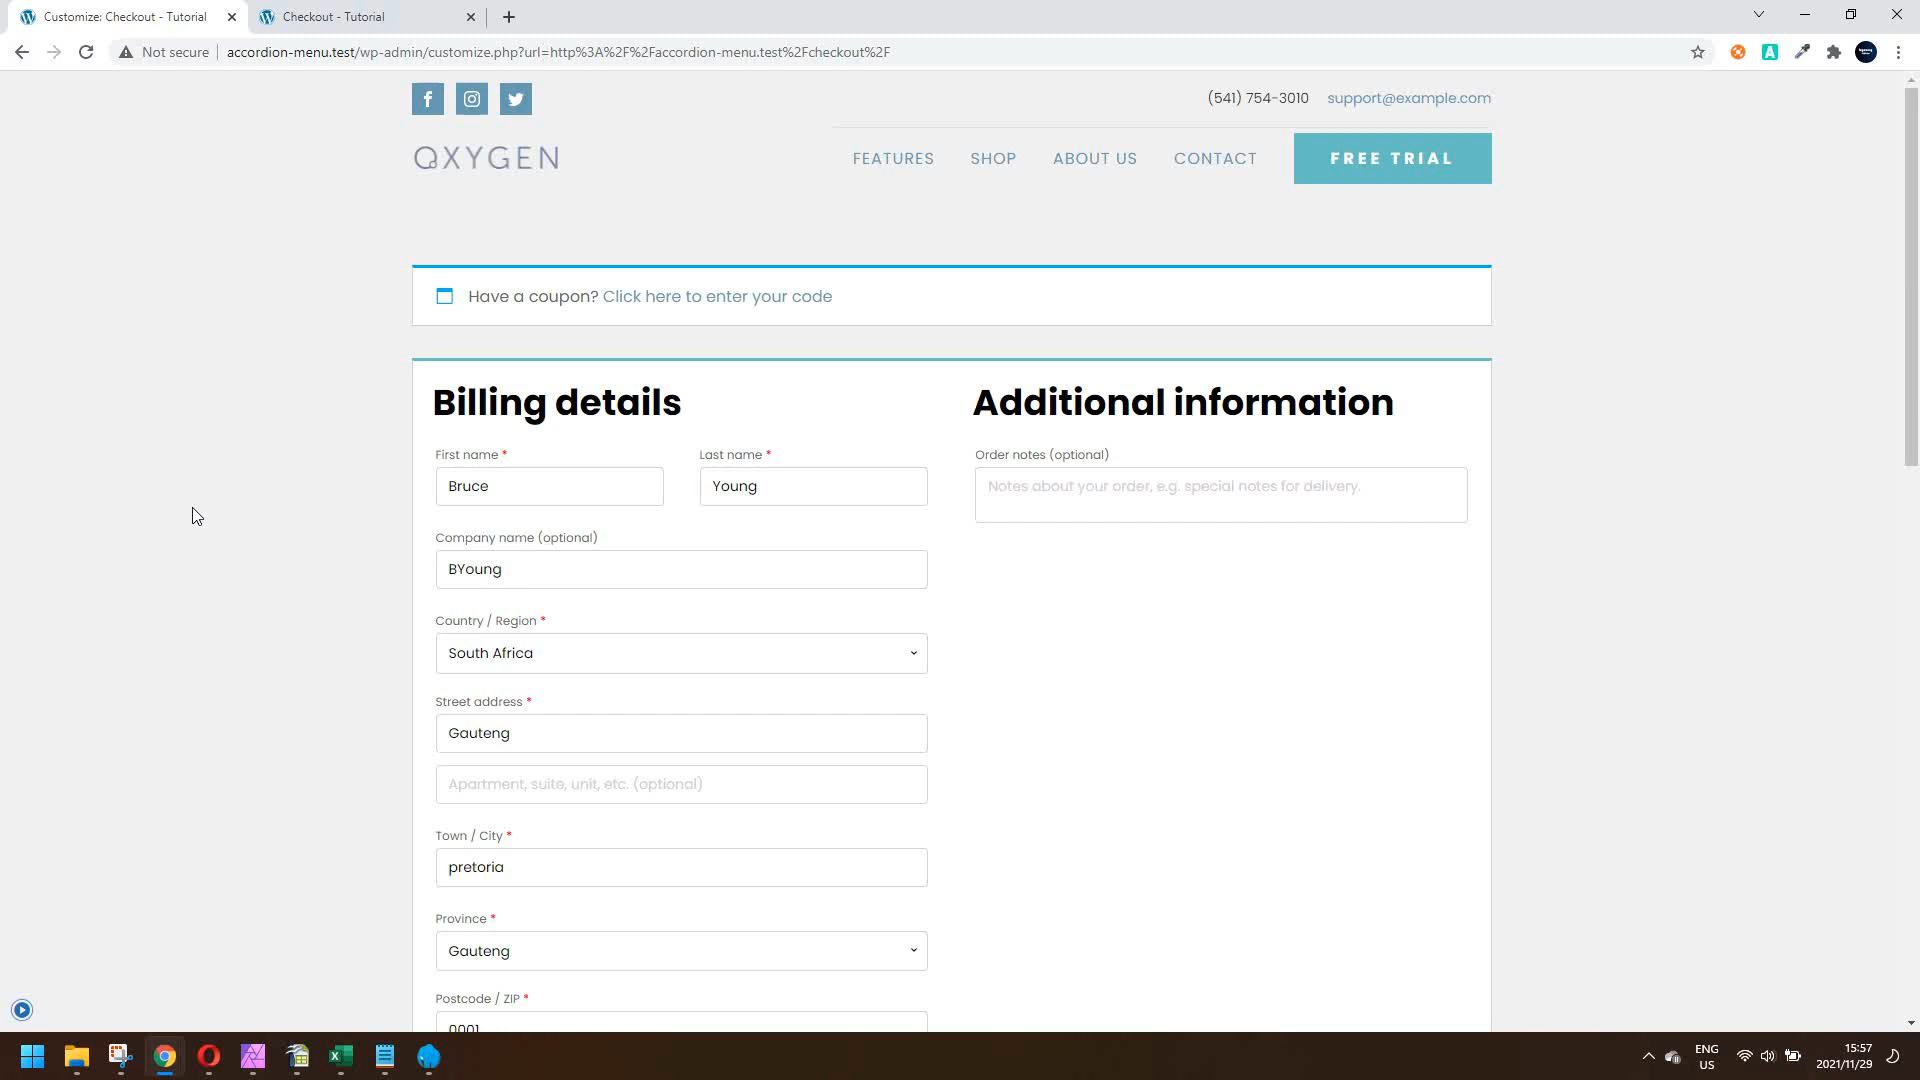 Customize: Checkout - Tutorial
Checkout - Tutorial
Not secure
accordion-menu.test/wp-admin/customize.php?url=http%3A%2F%2Faccordion-menu.test%2Fcheckout%2F
(541) 754-3010 support@example.com
OXYGEN
FEATURES SHOP ABOUT US CONTACT FREE TRIAL
Have a coupon? Click here to enter your code
Billing details
Additional information
First name *
Last name *
Order notes (optional)
Bruce
Young
Notes about your order, e.g. special notes for delivery.
Company name (optional)
BYoung
Country / Region *
South Africa
Street address *
Gauteng
Apartment, suite, unit, etc. (optional)
Town / City *
pretoria
Province *
Gauteng
Postcode / ZIP *
0001
ENG
US
15:57
2021/11/29